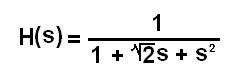 H(s) = 1 / (1 + √2s + s²)